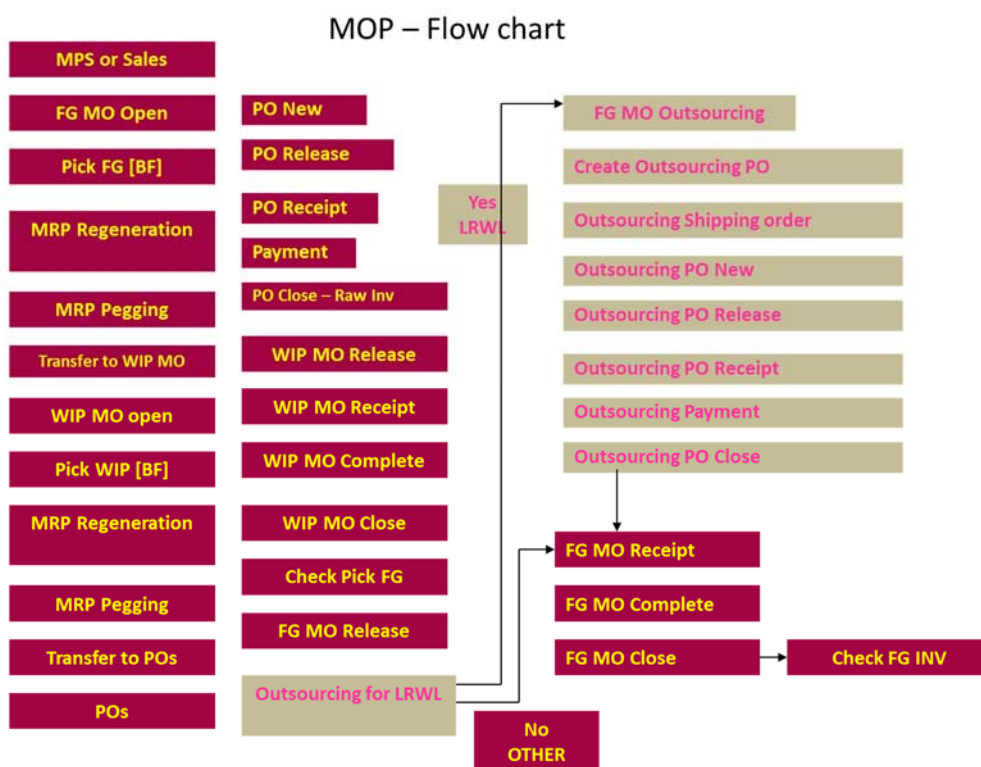 MOP – Flow chart
MPS or Sales
FG MO Open
Pick FG [BF]
MRP Regeneration
MRP Pegging
Transfer to WIP MO
WIP MO open
Pick WIP [BF]
MRP Regeneration
MRP Pegging
Transfer to POs
POs
PO New
PO Release
PO Receipt
Payment
PO Close – Raw Inv
WIP MO Release
WIP MO Receipt
WIP MO Complete
WIP MO Close
Check Pick FG
FG MO Release
Outsourcing for LRWL
Yes
LRWL
No
OTHER
FG MO Outsourcing
Create Outsourcing PO
Outsourcing Shipping order
Outsourcing PO New
Outsourcing PO Release
Outsourcing PO Receipt
Outsourcing Payment
Outsourcing PO Close
FG MO Receipt
FG MO Complete
FG MO Close
Check FG INV